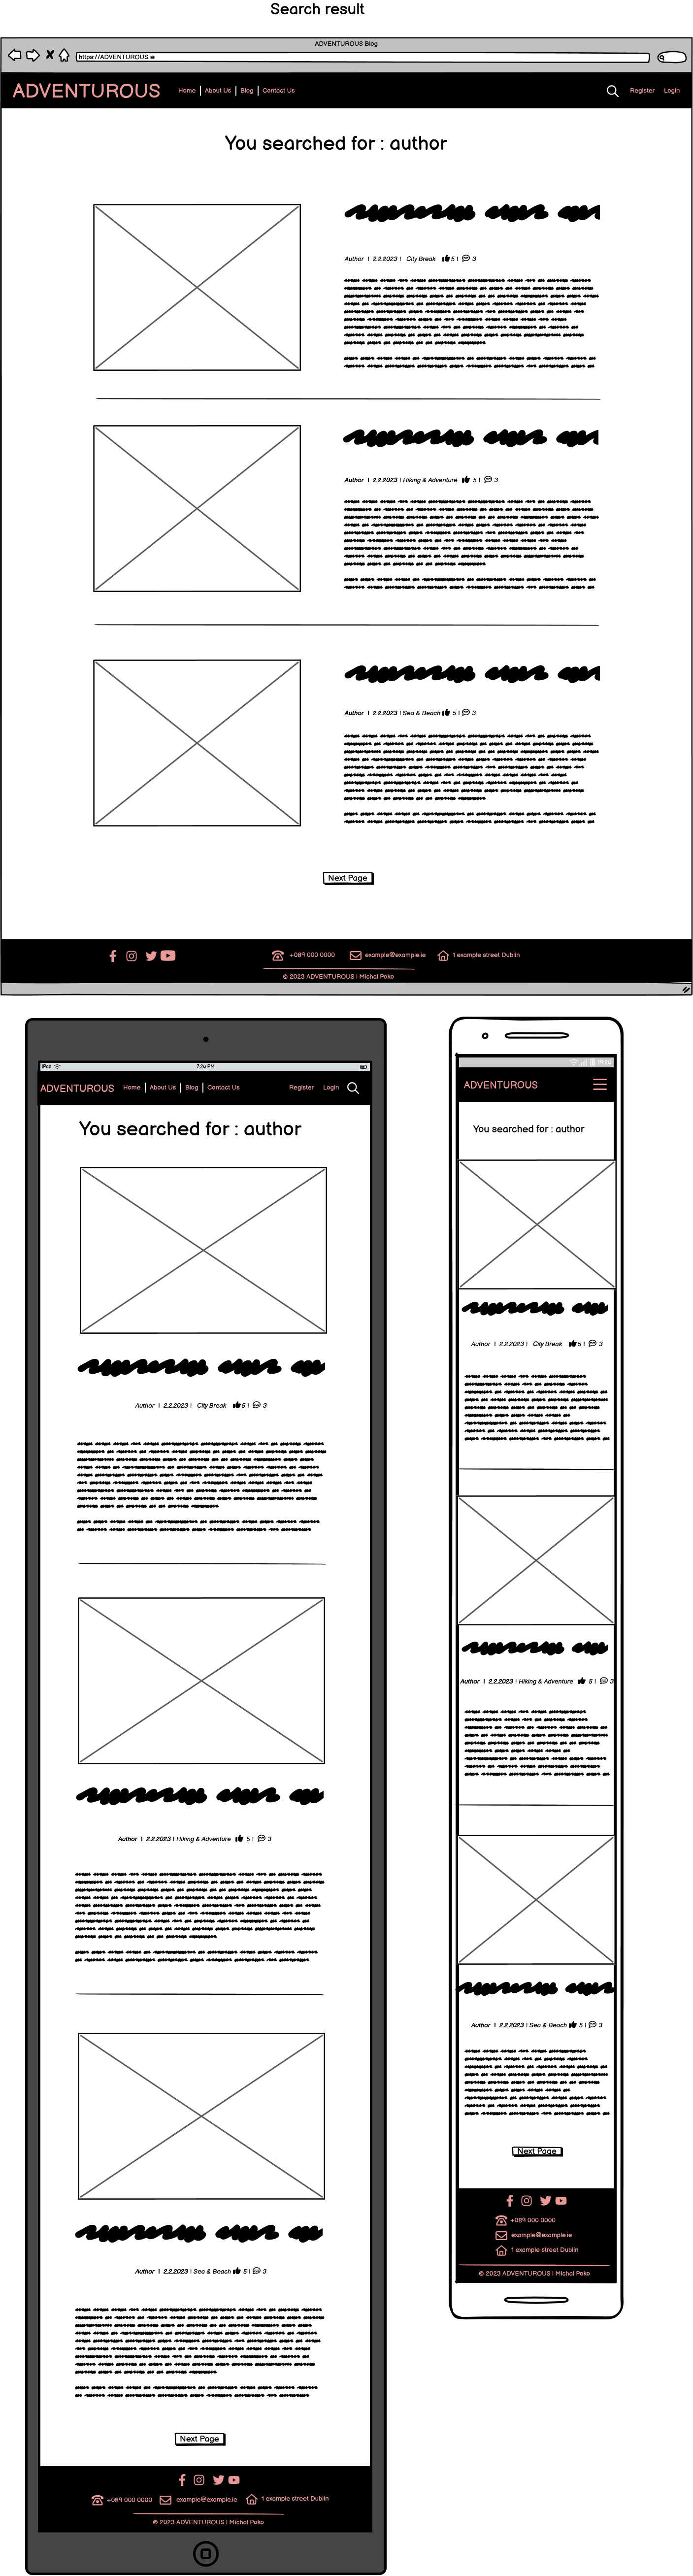 Search result
ADVENTUROUS Blog
https://ADVENTUROUS.ie
ADVENTUROUS Home About Us Blog Contact Us Register Login
You searched for : author
Author | 2.2.2023 | City Break 5 | 3
Author | 2.2.2023 | Hiking & Adventure 5 | 3
Author | 2.2.2023 | Sea & Beach 5 | 3
Next Page
+089 000 0000 example@example.ie 1 example street Dublin
© 2023 ADVENTUROUS | Michal Poko
iPod 7:2u PM
ADVENTUROUS Home About Us Blog Contact Us Register Login
You searched for : author
Author | 2.2.2023 | City Break 5 | 3
Author | 2.2.2023 | Hiking & Adventure 5 | 3
Author | 2.2.2023 | Sea & Beach 5 | 3
Next Page
+089 000 0000 example@example.ie 1 example street Dublin
© 2023 ADVENTUROUS | Michal Poko
ADVENTUROUS
You searched for : author
Author | 2.2.2023 | City Break 5 | 3
Author | 2.2.2023 | Hiking & Adventure 5 | 3
Author | 2.2.2023 | Sea & Beach 5 | 3
Next Page
+089 000 0000
example@example.ie
1 example street Dublin
© 2023 ADVENTUROUS | Michal Poko